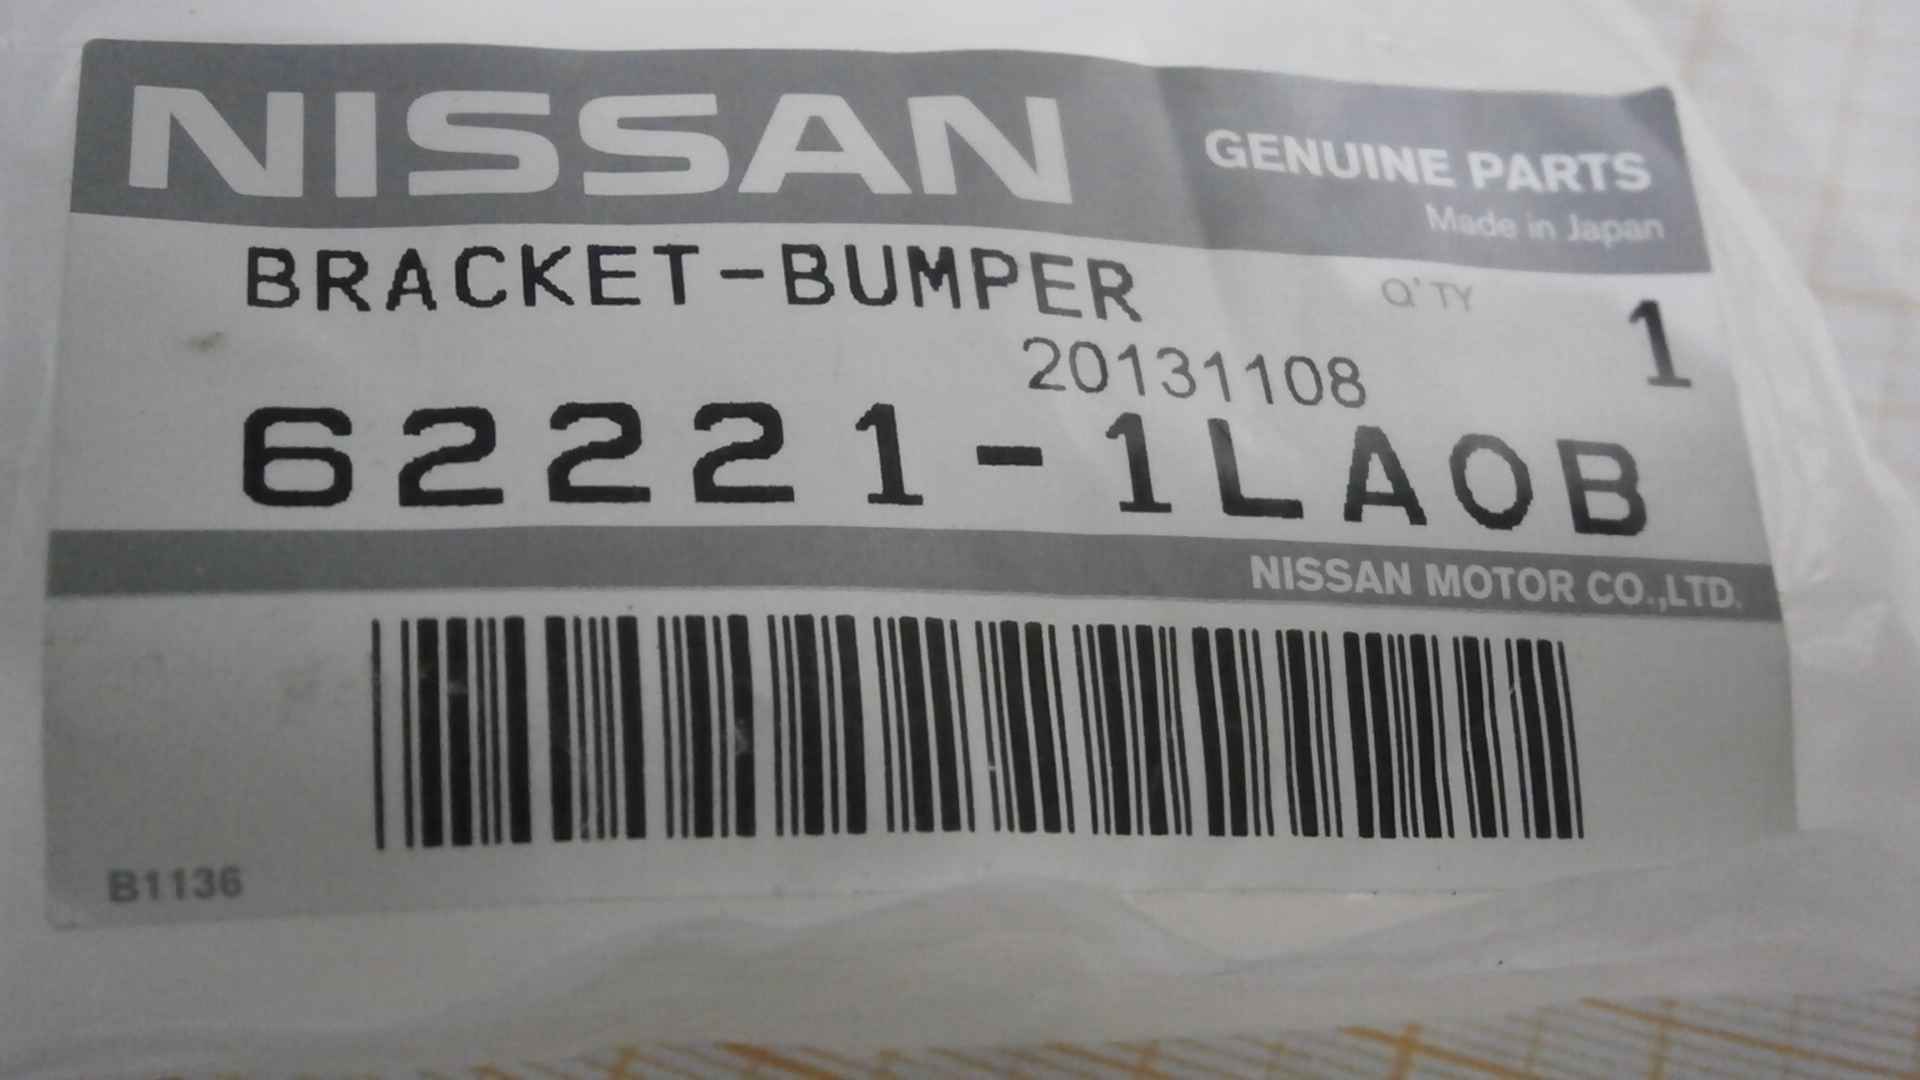 NISSAN
GENUINE PARTS
Made in Japan
BRACKET-BUMPER
Q'TY
1
20131108
62221-1LA0B
NISSAN MOTOR CO.,LTD.
B1136